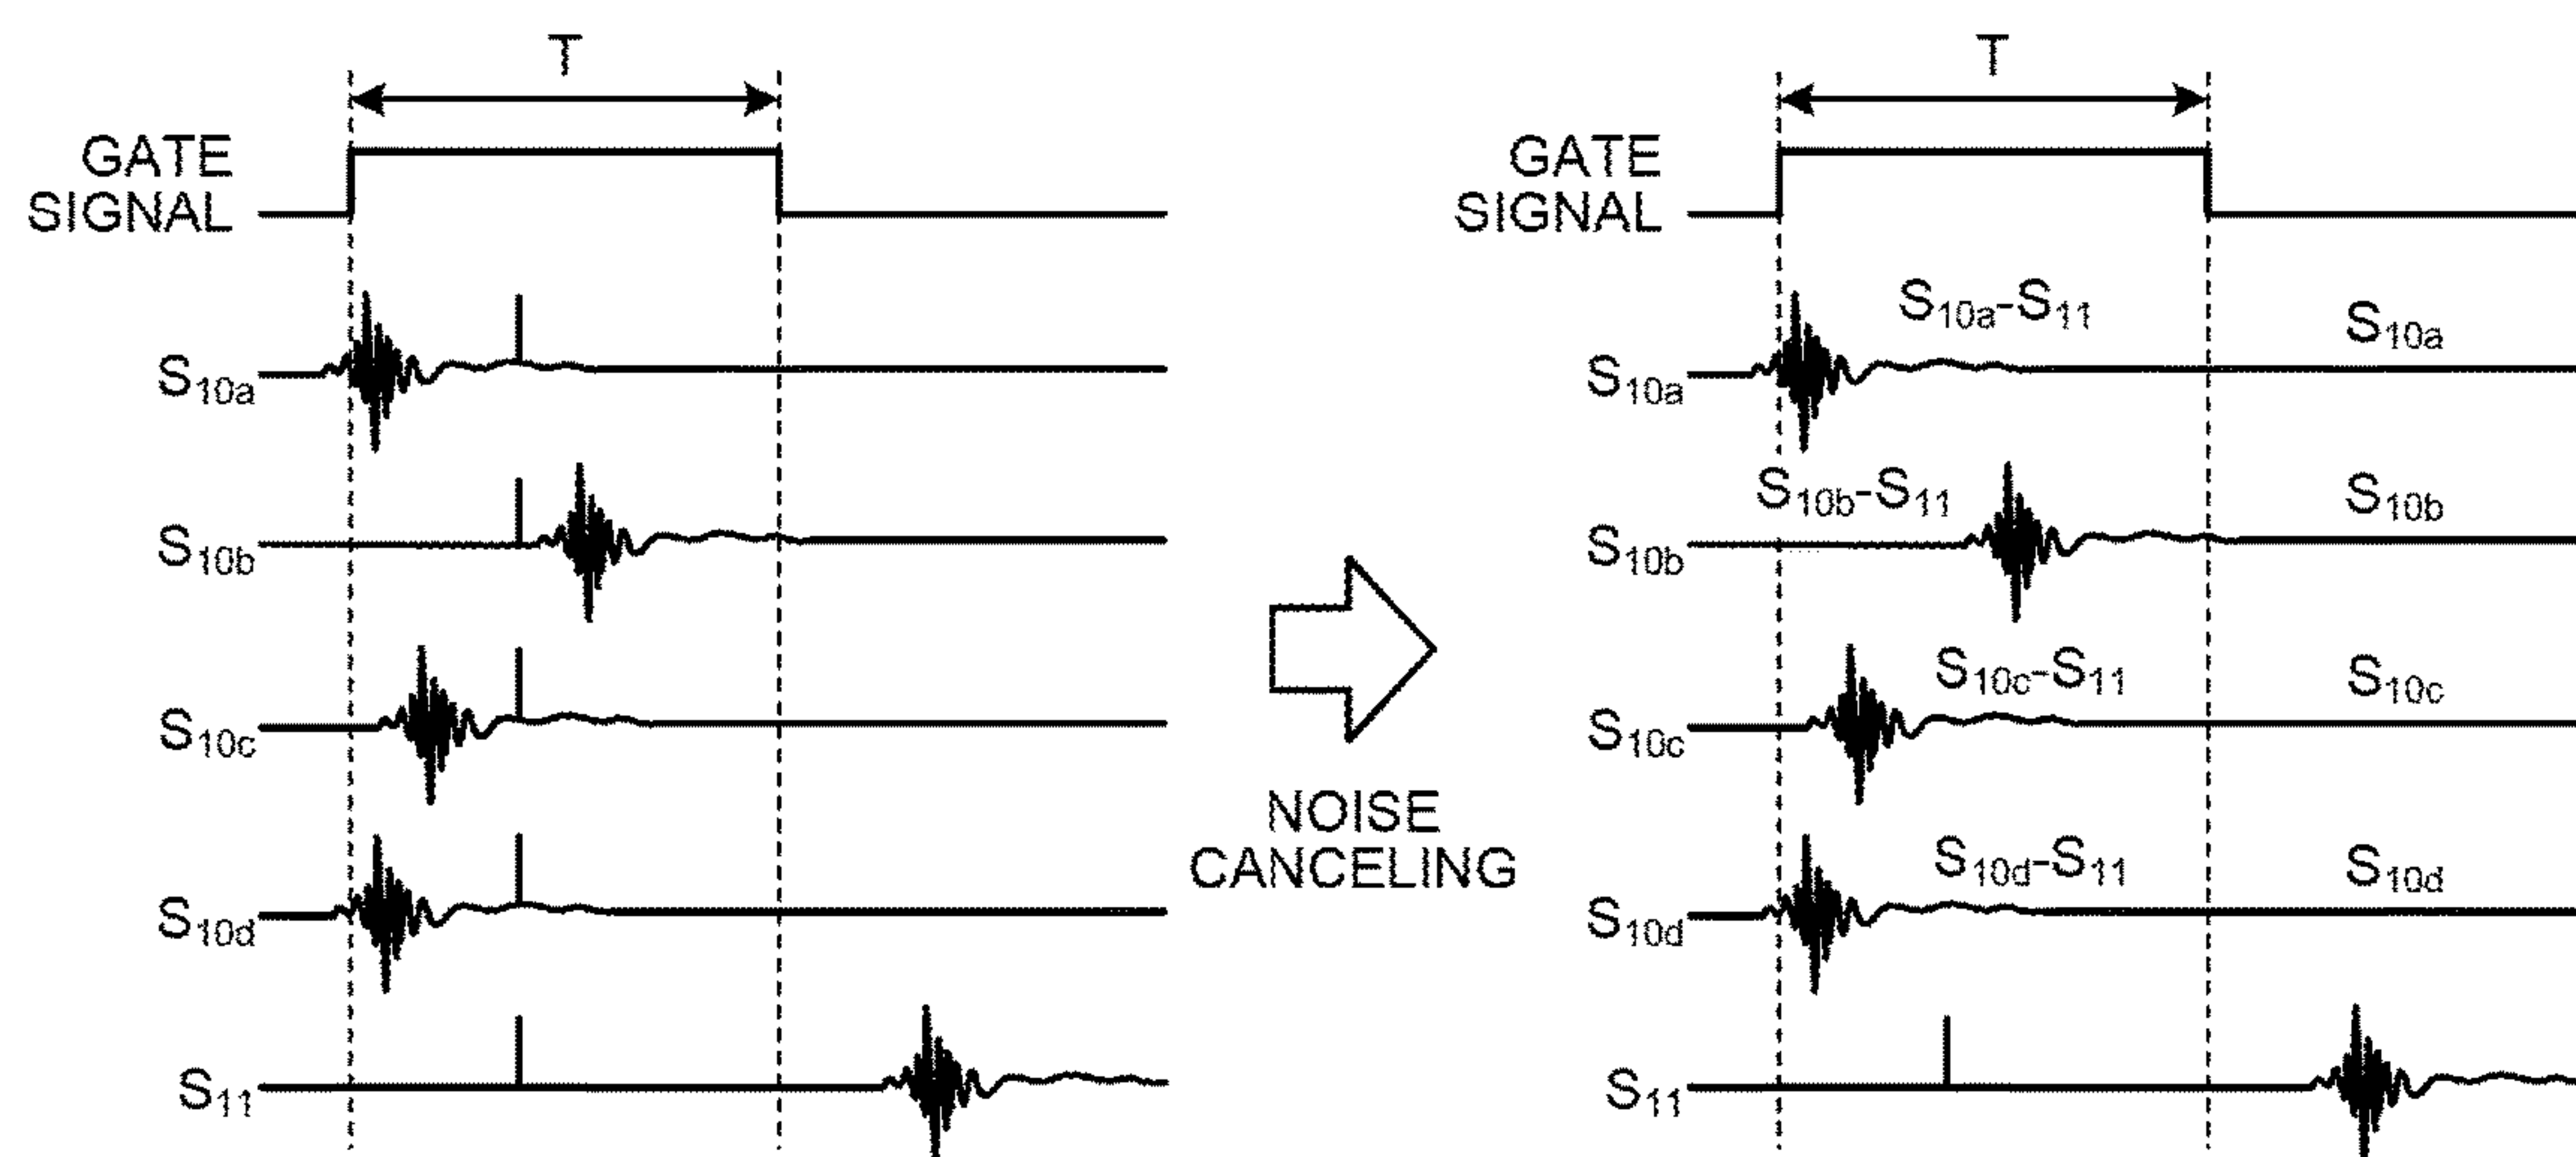 T
GATE
SIGNAL
S10a
S10b
S10c
S10d
S11
NOISE
CANCELING
T
GATE
SIGNAL
S10a-S11
S10a
S10a
S10b-S11
S10b
S10b
S10c-S11
S10c
S10c
S10d-S11
S10d
S10d
S11